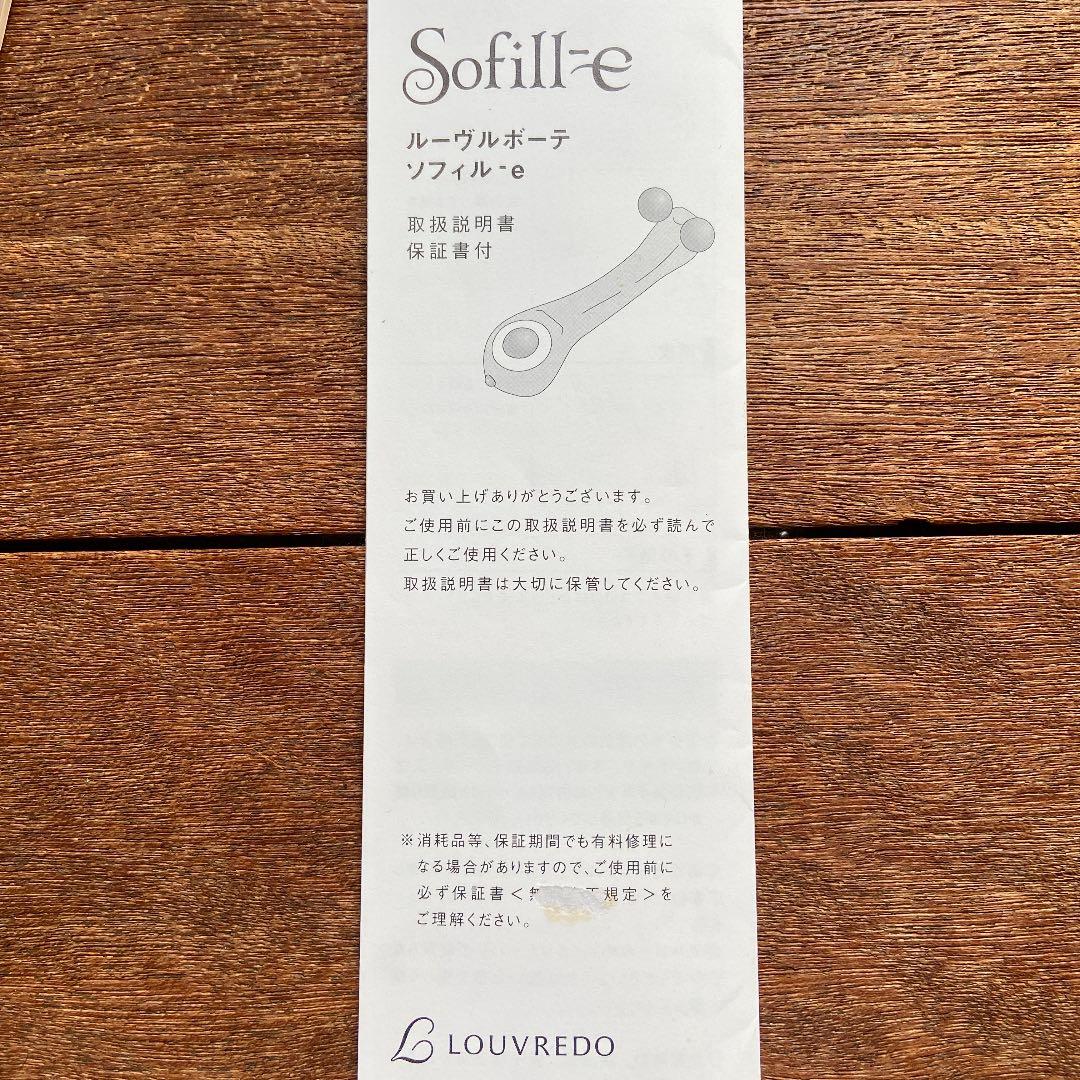 Sofill-e
ルーヴルボーテ
ソフィル-e
取扱説明書
保証書付
お買い上げありがとうございます。
ご使用前にこの取扱説明書を必ず読んで
正しくご使用ください。
取扱説明書は大切に保管してください。
※消耗品等、保証期間でも有料修理に
なる場合がありますので、ご使用前に
必ず保証書<無 規定>を
ご理解ください。
LOUVREDO